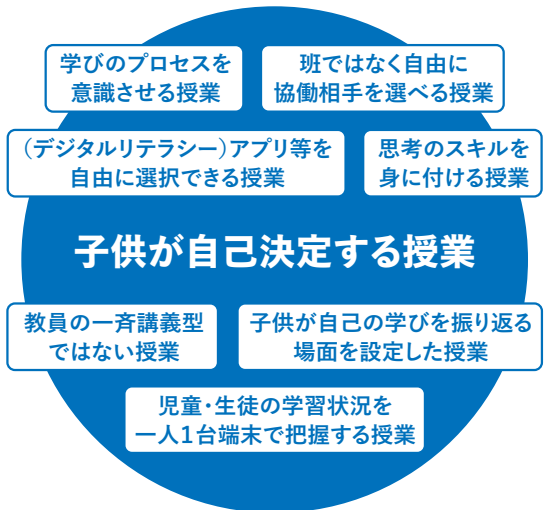 学びのプロセスを
意識させる授業
班ではなく自由に
協働相手を選べる授業
（デジタルリテラシー）アプリ等を
自由に選択できる授業
思考のスキルを
身に付ける授業
子供が自己決定する授業
教員の一斉講義型
ではない授業
子供が自己の学びを振り返る
場面を設定した授業
児童・生徒の学習状況を
一人1台端末で把握する授業